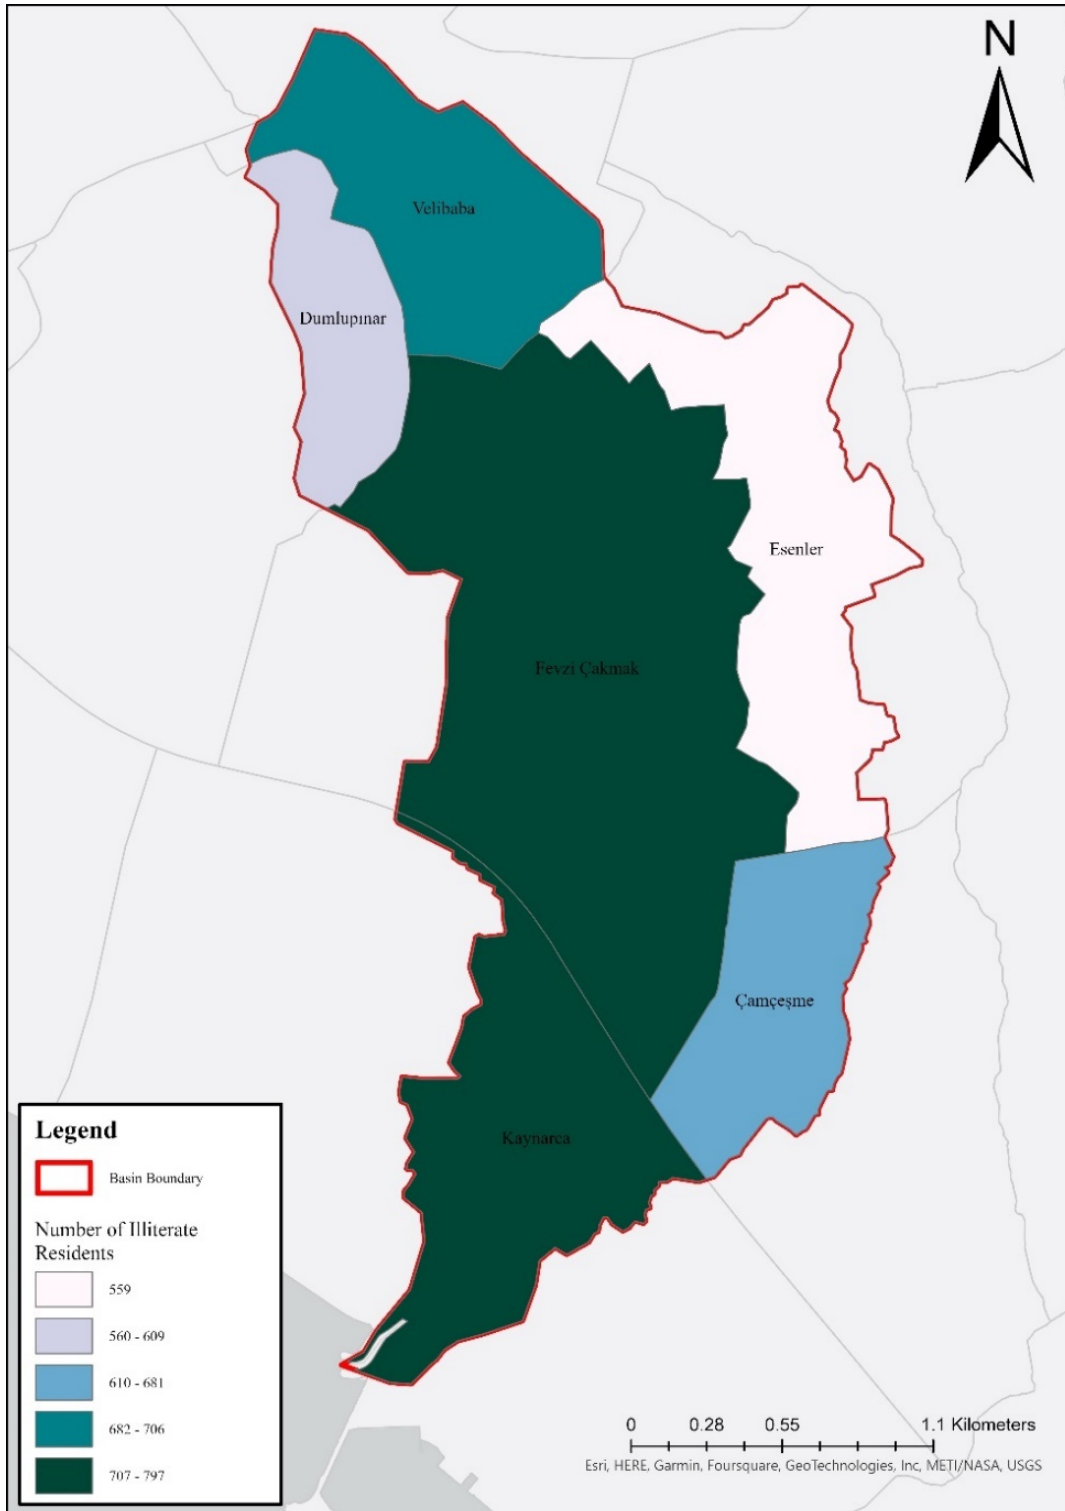 N
Velibaba
Dumlupınar
Esenler
Fevzi Çakmak
Çamçeşme
Kaynarca
Legend
Basin Boundary
Number of Illiterate
Residents
559
560 - 609
610 - 681
682 - 706
707 - 797
0 0.28 0.55 1.1 Kilometers
Esri, HERE, Garmin, Foursquare, GeoTechnologies, Inc, METI/NASA, USGS